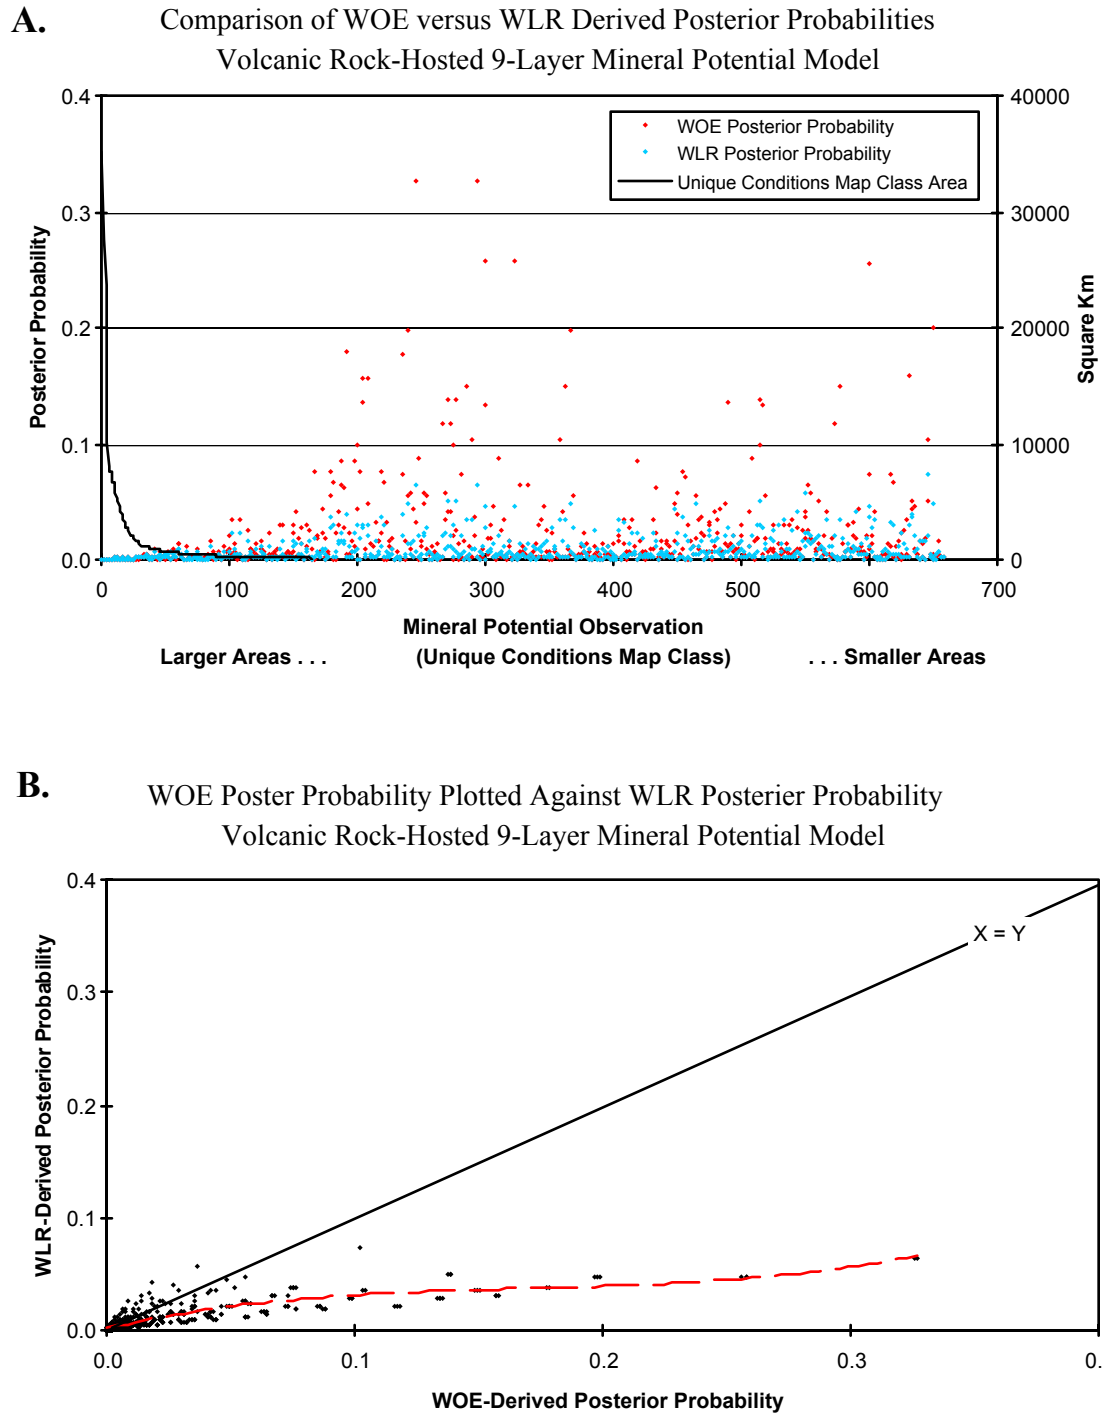 A.
Comparison of WOE versus WLR Derived Posterior Probabilities
Volcanic Rock-Hosted 9-Layer Mineral Potential Model
0.4
0.3
0.2
0.1
0.0
Posterior Probability
WOE Posterior Probability
WLR Posterior Probability
Unique Conditions Map Class Area
40000
30000
20000
10000
0
Square Km
0 100 200 300 400 500 600 700
Mineral Potential Observation
Larger Areas . . . (Unique Conditions Map Class) . . . Smaller Areas
B.
WOE Poster Probability Plotted Against WLR Posterier Probability
Volcanic Rock-Hosted 9-Layer Mineral Potential Model
0.4
0.3
0.2
0.1
0.0
WLR-Derived Posterior Probability
X = Y
0.0 0.1 0.2 0.3 0.
WOE-Derived Posterior Probability